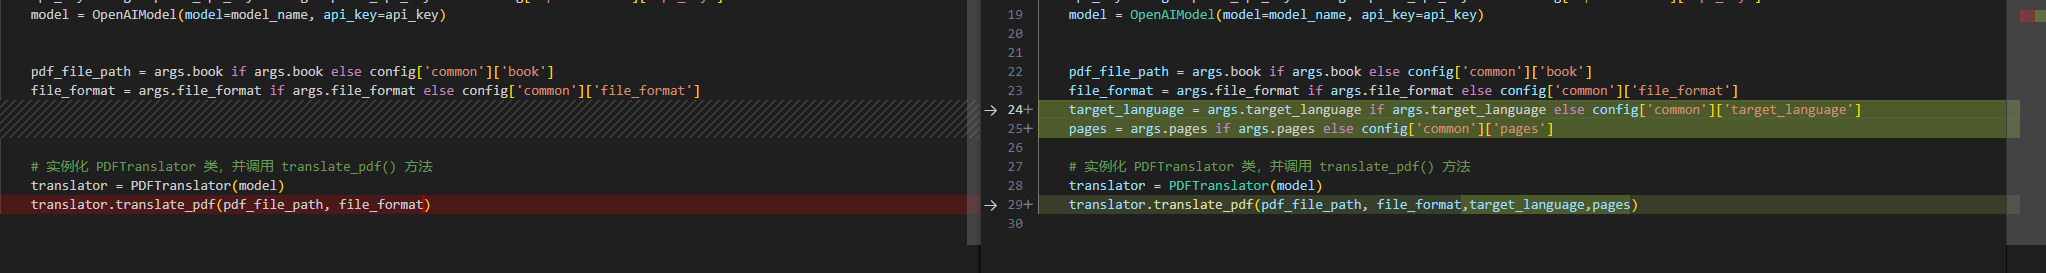 model = OpenAIModel(model=model_name, api_key=api_key)
pdf_file_path = args.book if args.book else config['common']['book']
file_format = args.file_format if args.file_format else config['common']['file_format']
# 实例化 PDFTranslator 类，并调用 translate_pdf() 方法
translator = PDFTranslator(model)
translator.translate_pdf(pdf_file_path, file_format)
19 model = OpenAIModel(model=model_name, api_key=api_key)
20
21
22 pdf_file_path = args.book if args.book else config['common']['book']
23 file_format = args.file_format if args.file_format else config['common']['file_format']
→ 24+ target_language = args.target_language if args.target_language else config['common']['target_language']
25+ pages = args.pages if args.pages else config['common']['pages']
26
27 # 实例化 PDFTranslator 类，并调用 translate_pdf() 方法
28 translator = PDFTranslator(model)
→ 29+ translator.translate_pdf(pdf_file_path, file_format,target_language,pages)
30